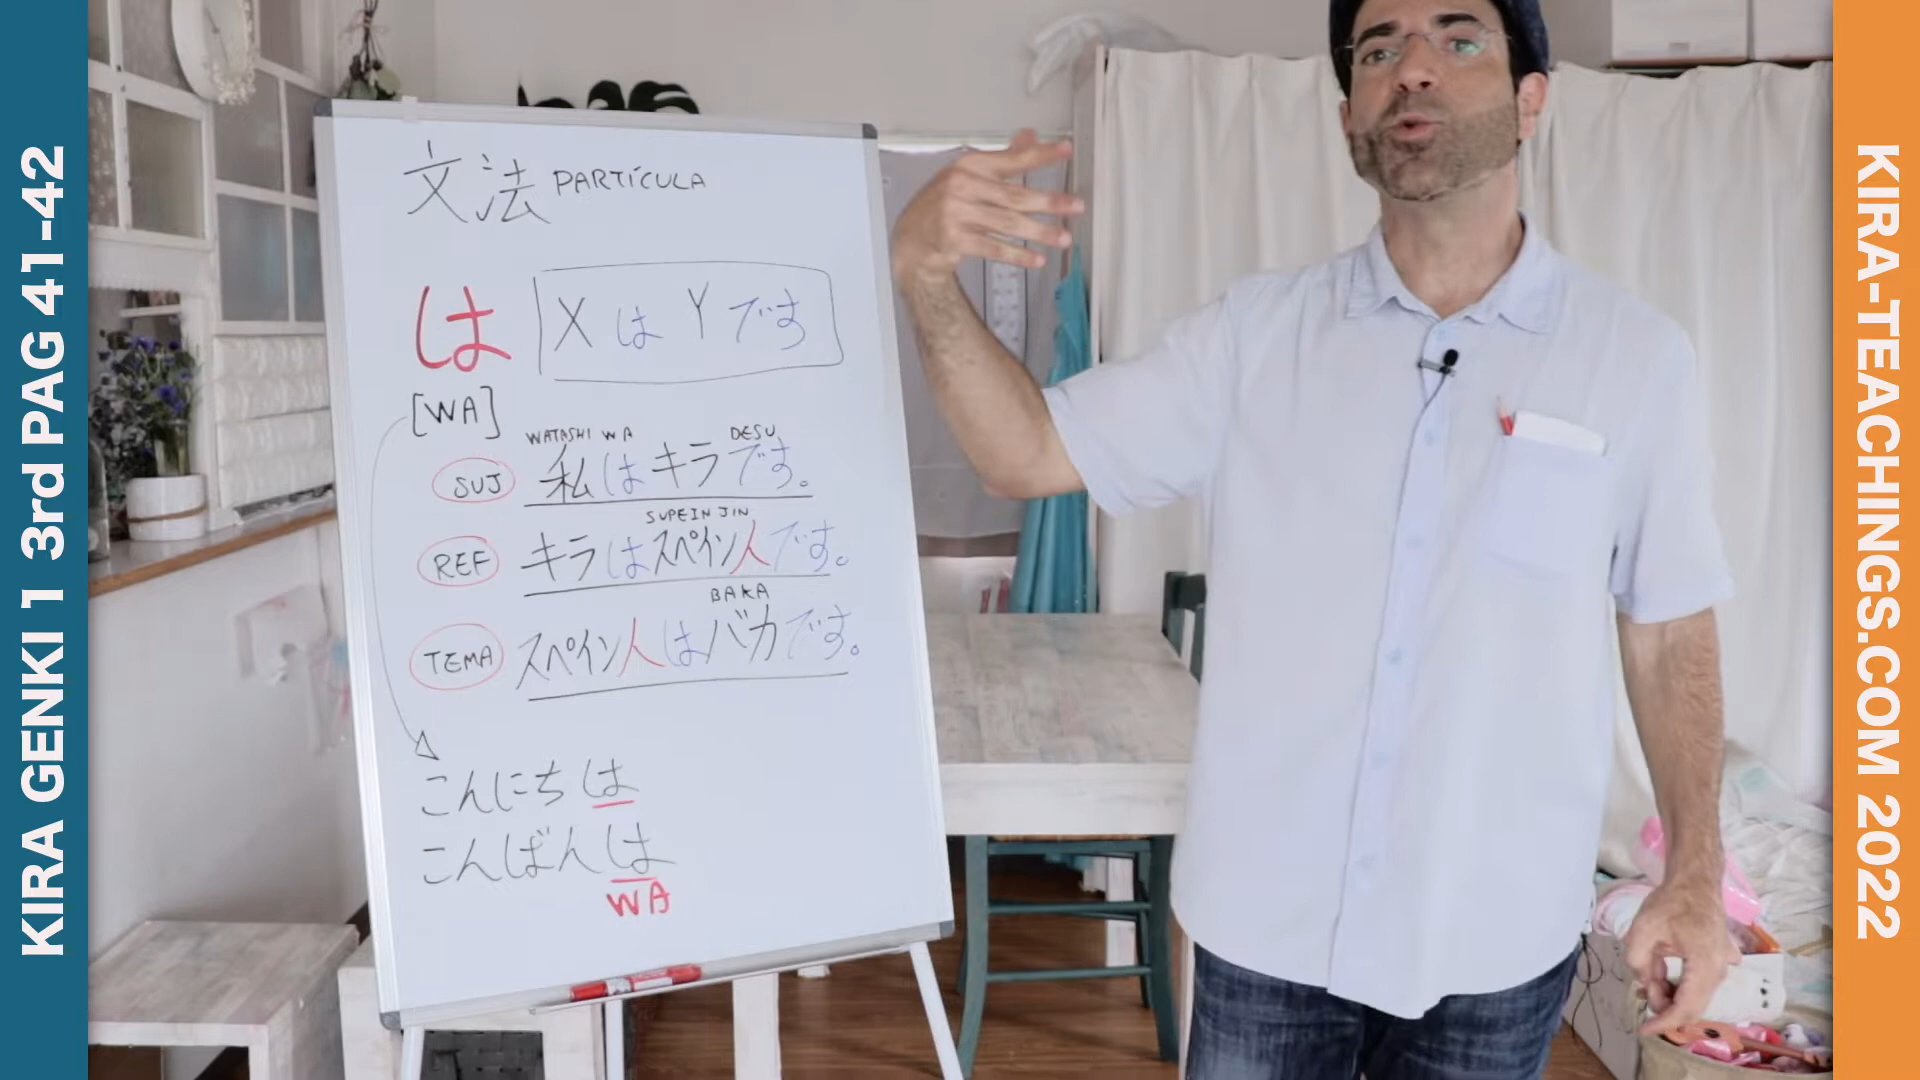 KIRA GENKI 1 3rd PAG 41-42
文法 PARTÍCULA
は XはYです
[WA]
WATASHI WA DESU
SUJ 私はキラです。
SUPEIN JIN
REF キラはスペイン人です。
BAKA
TEMA スペイン人はバカです。
こんにちは
こんばんは
WA
KIRA-TEACHINGS.COM 2022